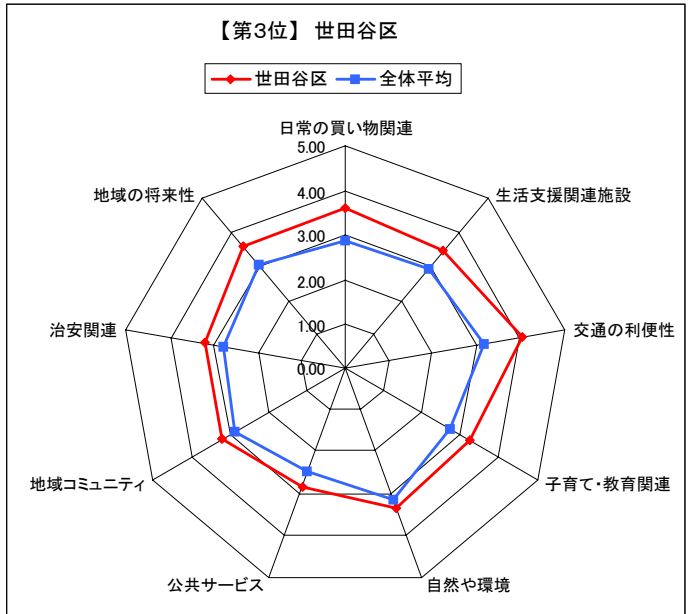 【第3位】 世田谷区
世田谷区 全体平均
日常の買い物関連
生活支援関連施設
交通の利便性
子育て・教育関連
自然や環境
公共サービス
地域コミュニティ
治安関連
地域の将来性
5.00
4.00
3.00
2.00
1.00
0.00